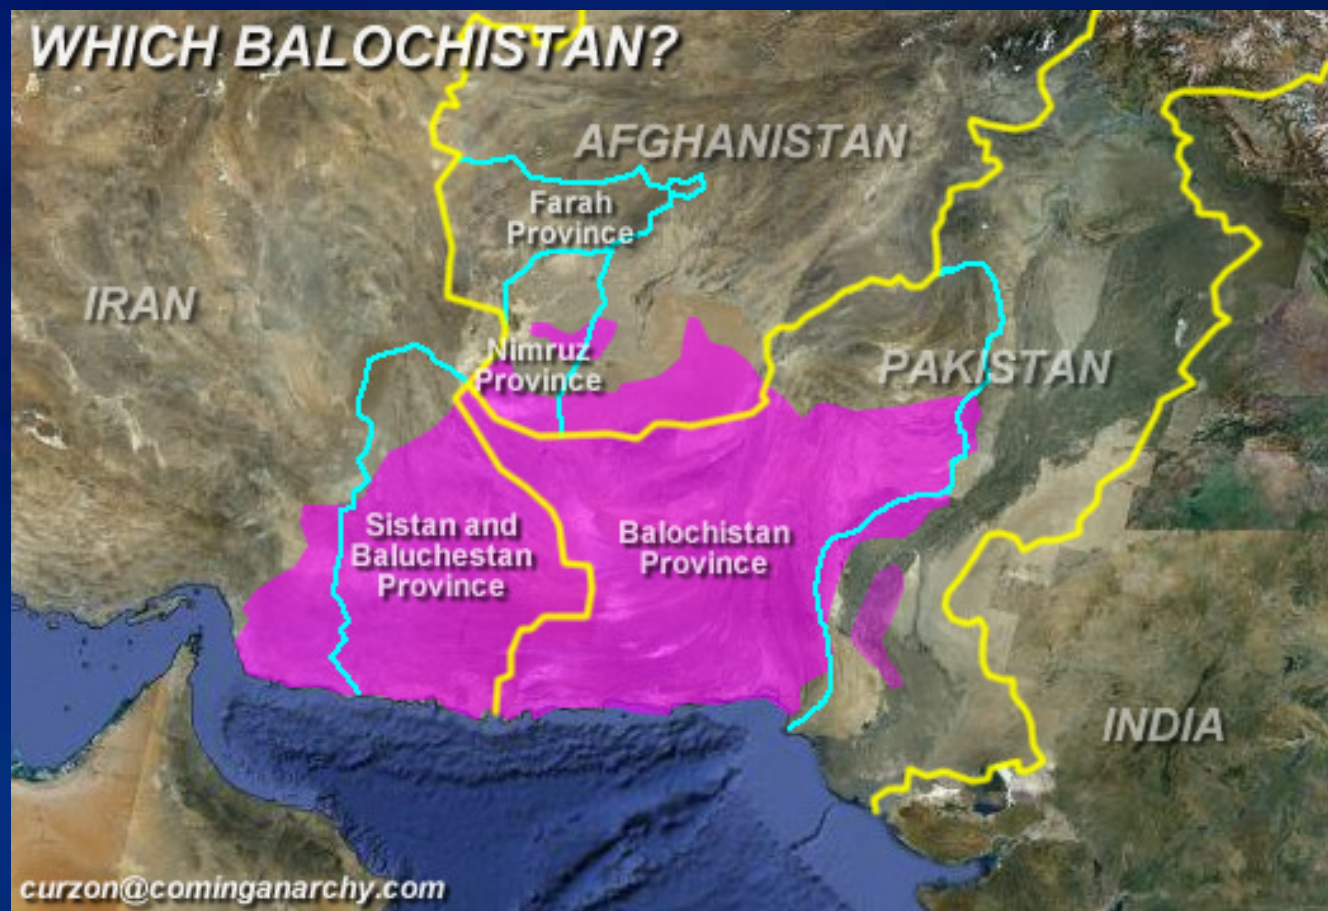 WHICH BALOCHISTAN?
AFGHANISTAN
Farah
Province
IRAN
Nimruz
Province
PAKISTAN
Sistan and
Baluchestan
Province
Balochistan
Province
INDIA
curzon@cominganarchy.com